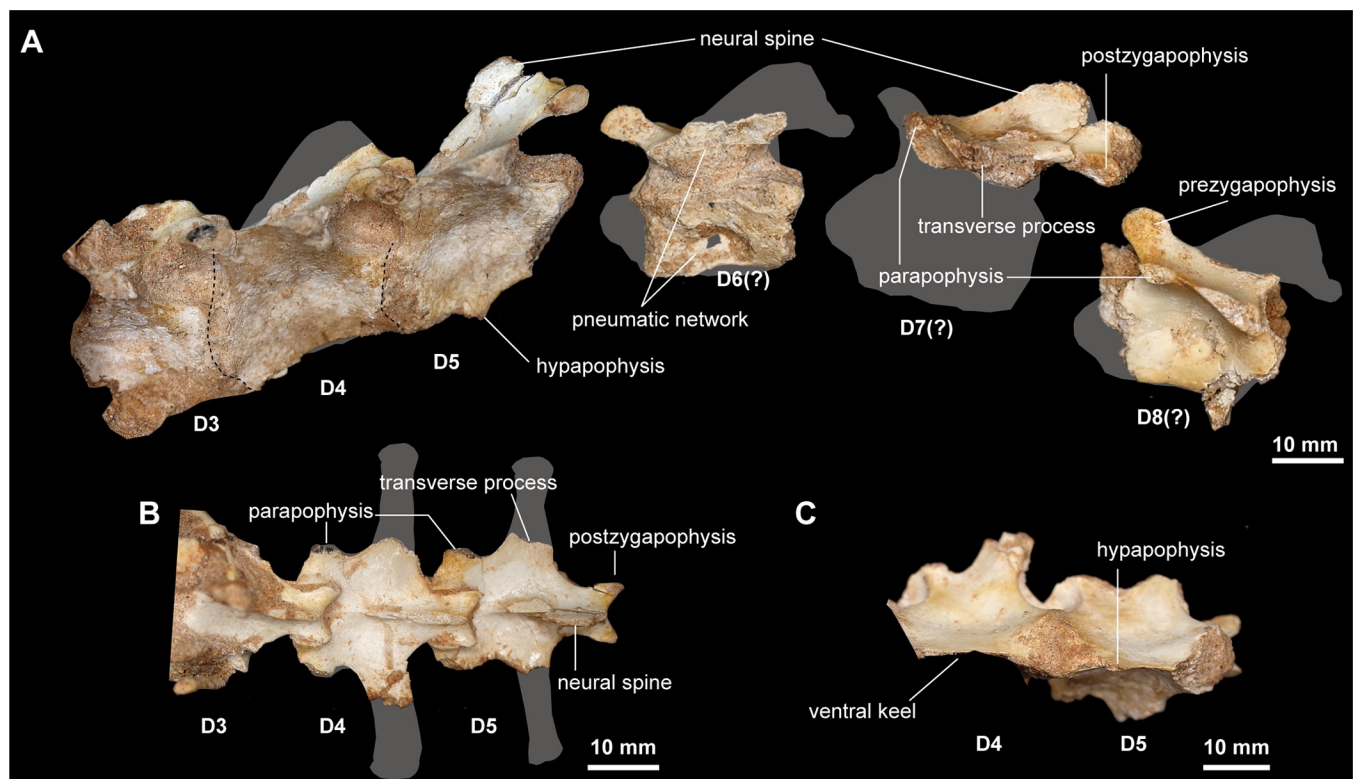 A
neural spine
postzygapophysis
prezygapophysis
transverse process
parapophysis
D6(?)
pneumatic network
D7(?)
hypapophysis
D5
D4
D3
D8(?)
10 mm
B
transverse process
parapophysis
postzygapophysis
neural spine
D3
D4
D5
10 mm
C
hypapophysis
ventral keel
D4
D5
10 mm